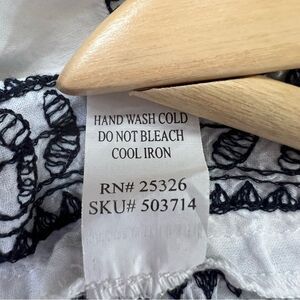 HAND WASH COLD
DO NOT BLEACH
COOL IRON
RN# 25326
SKU# 503714